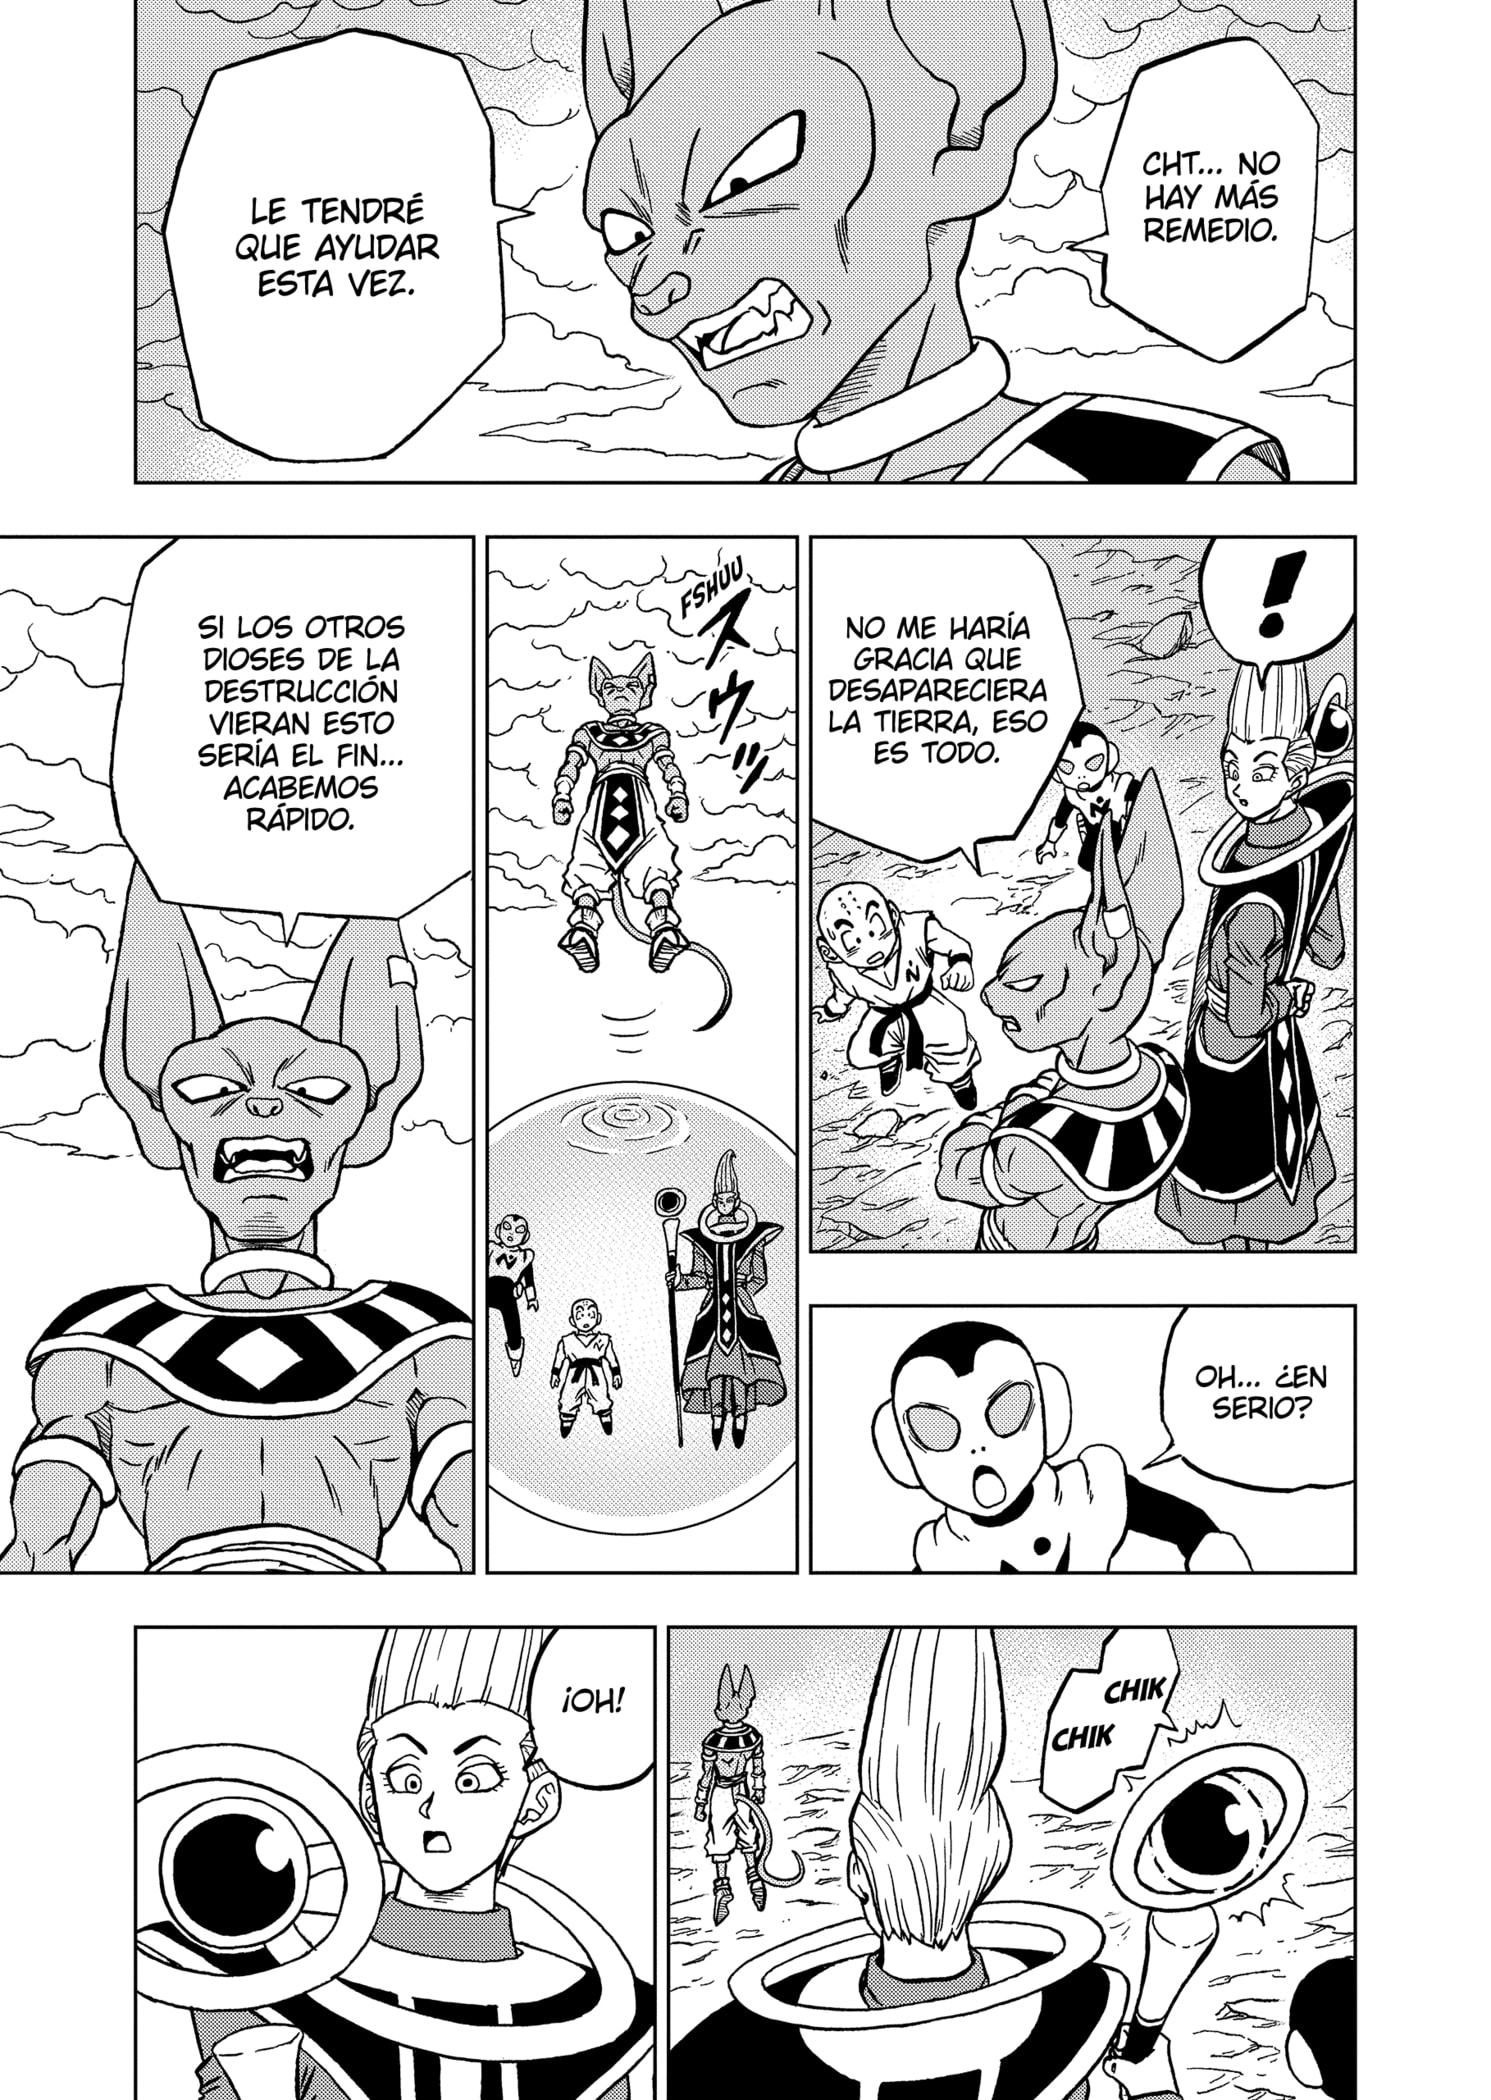 CHT... NO
HAY MÁS
REMEDIO.
LE TENDRÉ
QUE AYUDAR
ESTA VEZ.
!
NO ME HARÍA
GRACIA QUE
DESAPARECIERA
LA TIERRA, ESO
ES TODO.
OH... ¿EN
SERIO?
FSHUU
スウッ
SI LOS OTROS
DIOSES DE LA
DESTRUCCIÓN
VIERAN ESTO
SERÍA EL FIN...
ACABEMOS
RÁPIDO.
CHIK
CHIK
¡OH!